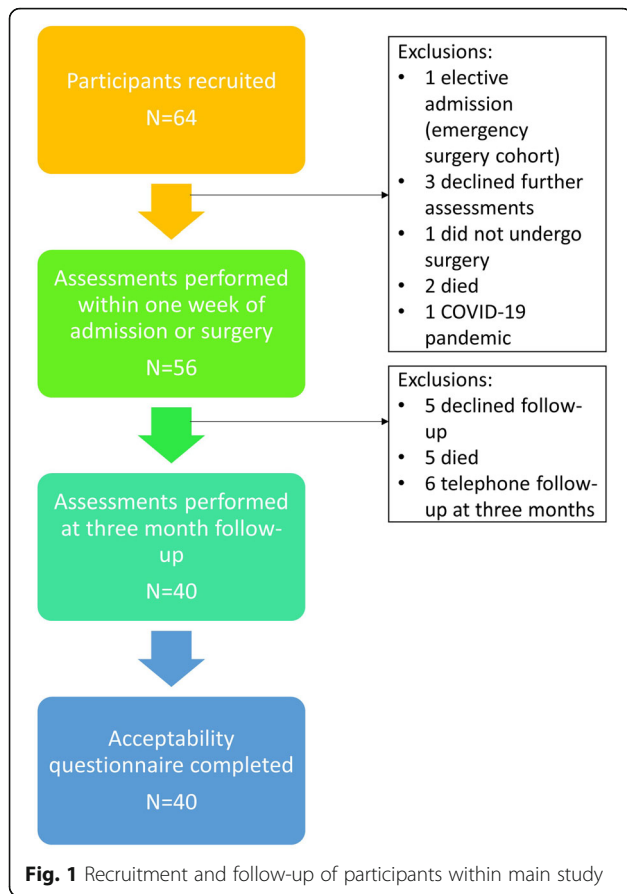 Participants recruited
N=64
Exclusions:
• 1 elective
admission
(emergency
surgery cohort)
• 3 declined further
assessments
• 1 did not undergo
surgery
• 2 died
• 1 COVID-19
pandemic
Assessments performed
within one week of
admission or surgery
N=56
Exclusions:
• 5 declined follow-
up
• 5 died
• 6 telephone follow-
up at three months
Assessments performed
at three month follow-
up
N=40
Acceptability
questionnaire completed
N=40
Fig. 1 Recruitment and follow-up of participants within main study